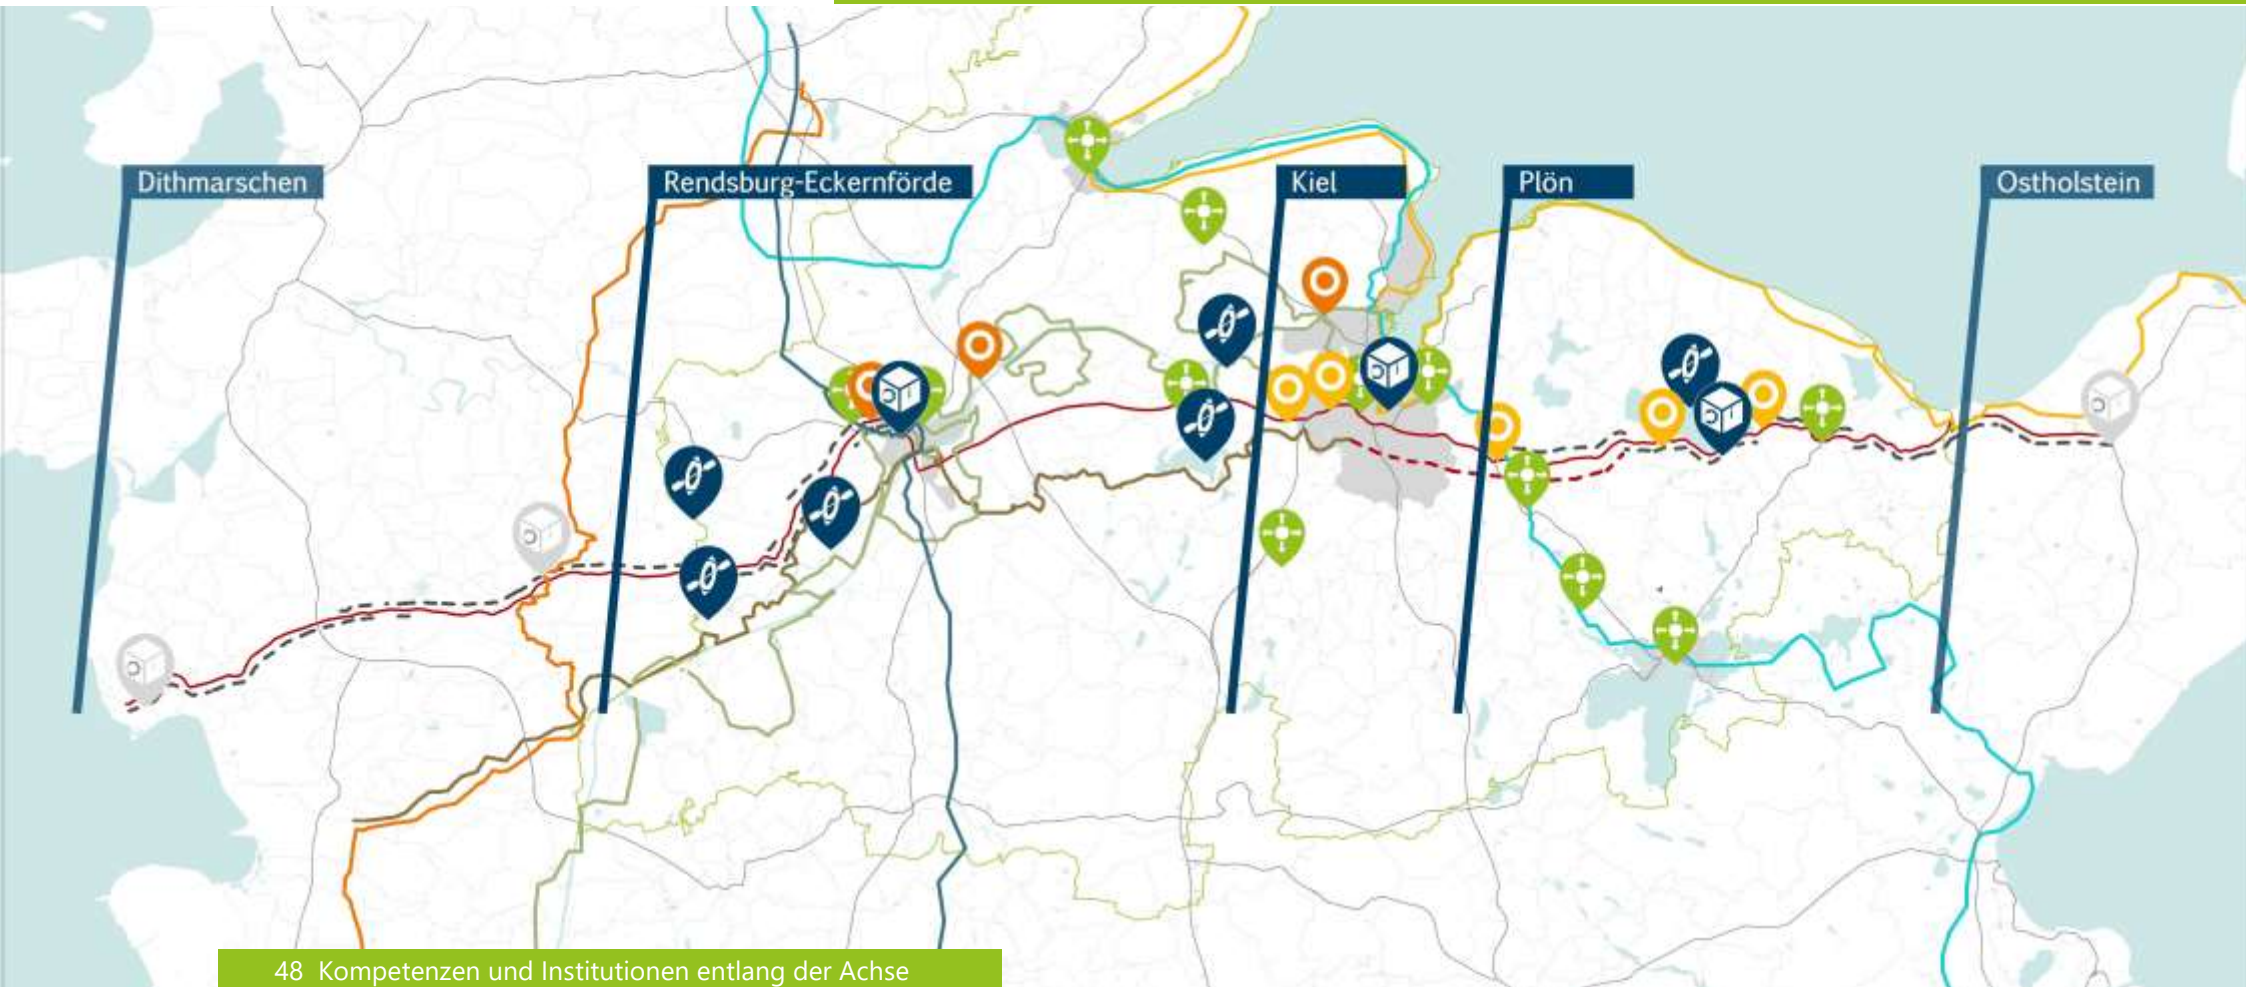 Dithmarschen
Rendsburg-Eckernförde
Kiel
Plön
Ostholstein
48 Kompetenzen und Institutionen entlang der Achse